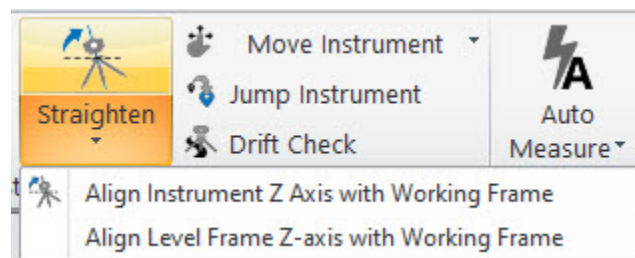 Straighten
Move Instrument
Jump Instrument
Drift Check
Auto
Measure
Align Instrument Z Axis with Working Frame
Align Level Frame Z-axis with Working Frame